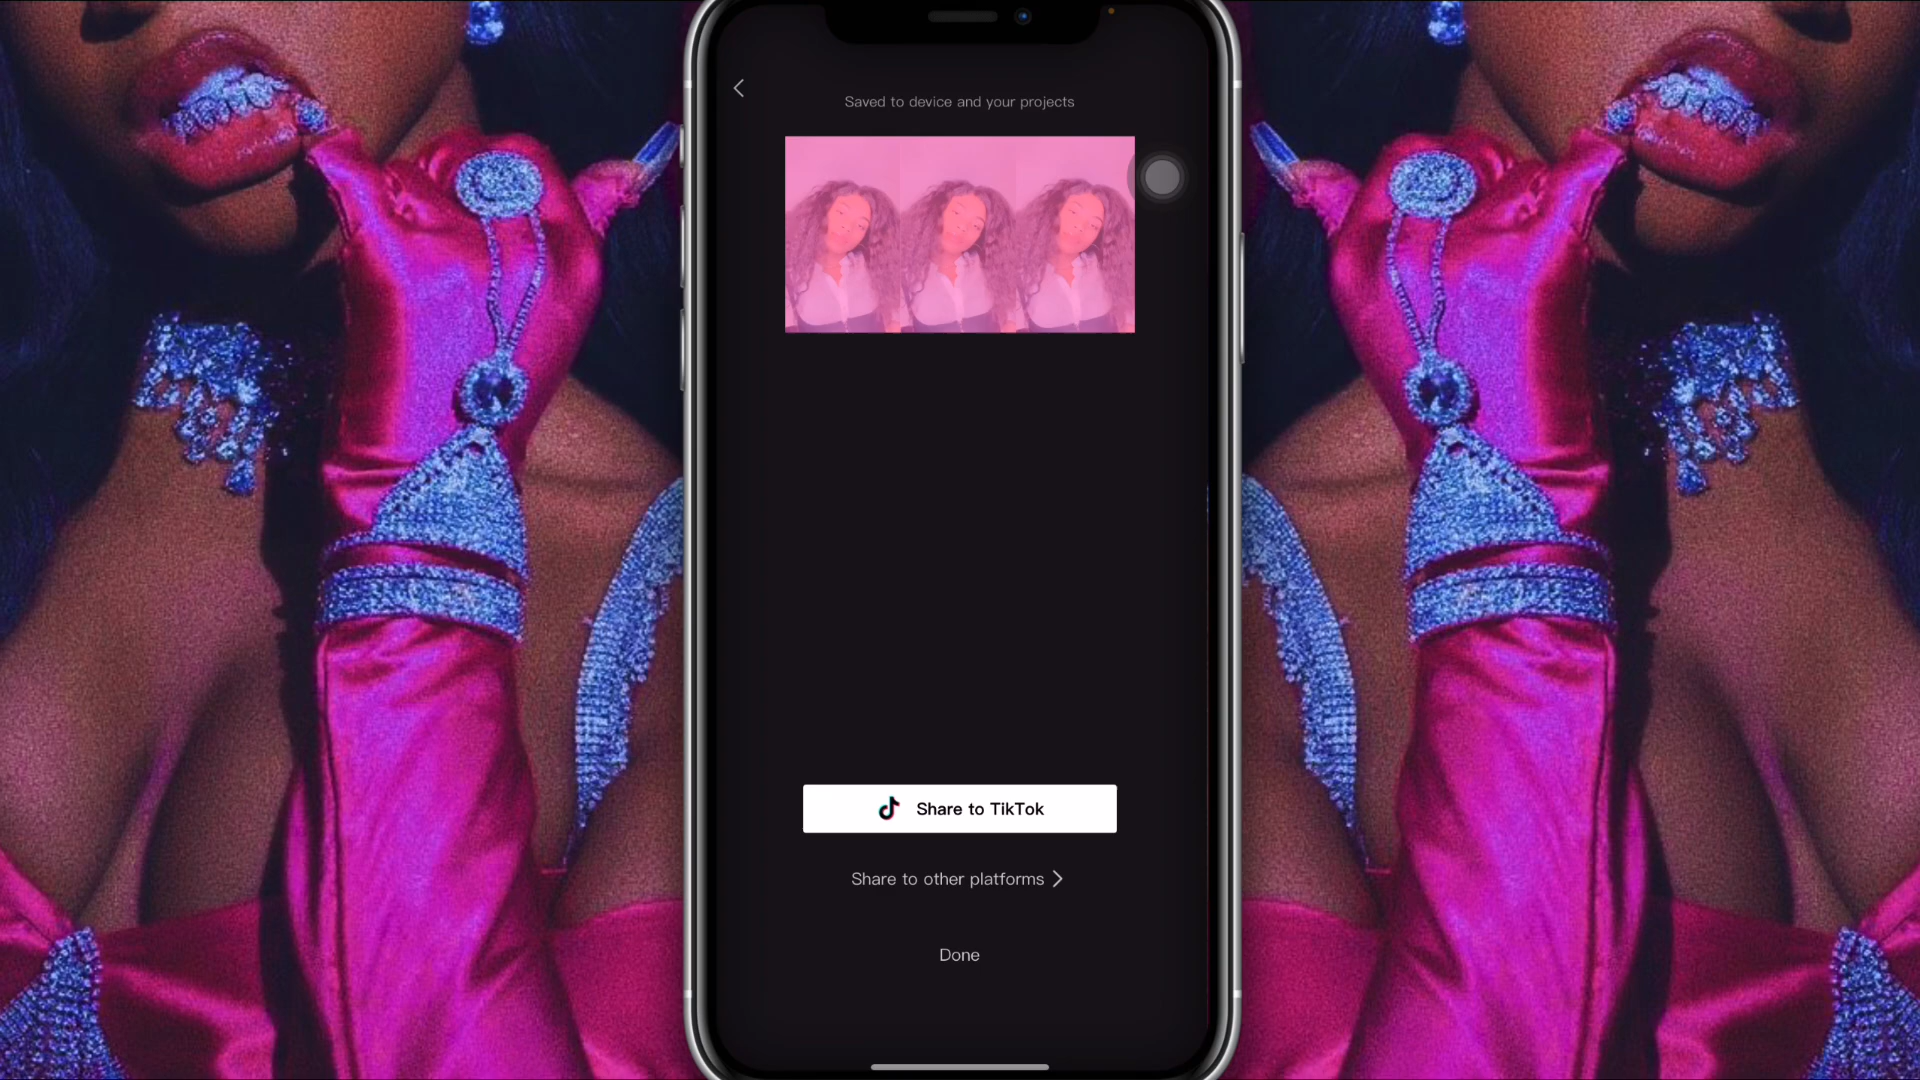 Saved to device and your projects
Share to TikTok
Share to other platforms
Done